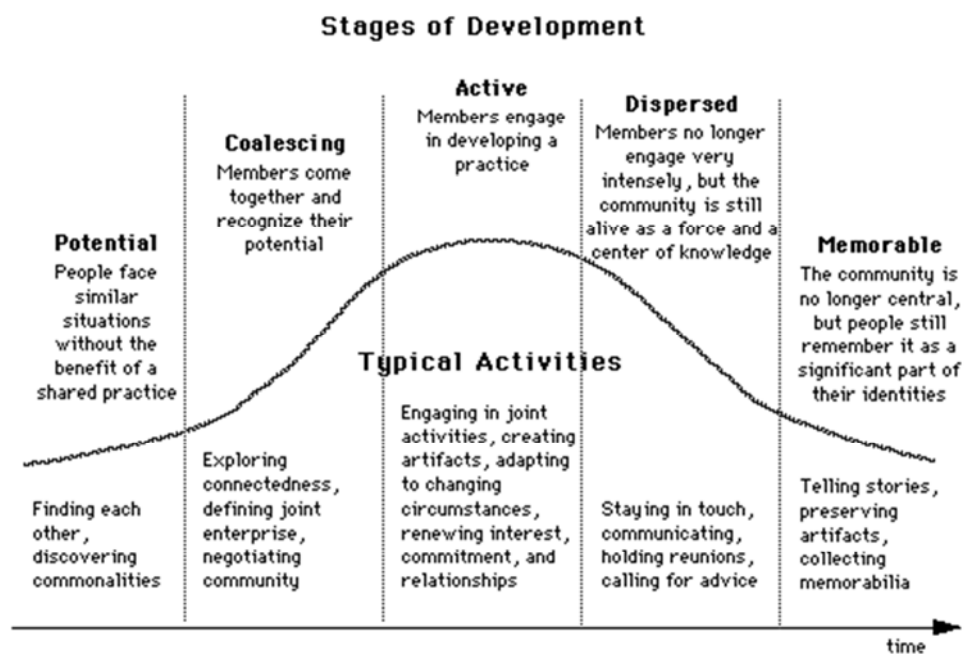 Stages of Development
Potential
People face
similar
situations
without the
benefit of a
shared practice
Coalescing
Members come
together and
recognize their
potential
Active
Members engage
in developing a
practice
Dispersed
Members no longer
engage very
intensely, but the
community is still
alive as a force and a
center of knowledge
Memorable
The community is
no longer central,
but people still
remember it as a
significant part of
their identities
Typical Activities
Finding each
other,
discovering
commonalities
Exploring
connectedness,
defining joint
enterprise,
negotiating
community
Engaging in joint
activities, creating
artifacts, adapting
to changing
circumstances,
renewing interest,
commitment, and
relationships
Staying in touch,
communicating,
holding reunions,
calling for advice
Telling stories,
preserving
artifacts,
collecting
memorabilia
time